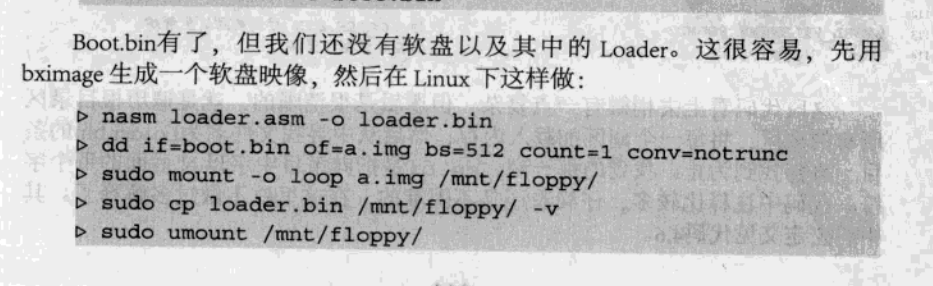 Boot.bin有了，但我们还没有软盘以及其中的 Loader。这很容易，先用
bximage 生成一个软盘映像，然后在 Linux 下这样做：
▷ nasm loader.asm -o loader.bin
▷ dd if=boot.bin of=a.img bs=512 count=1 conv=notrunc
▷ sudo mount -o loop a.img /mnt/floppy/
▷ sudo cp loader.bin /mnt/floppy/ -v
▷ sudo umount /mnt/floppy/